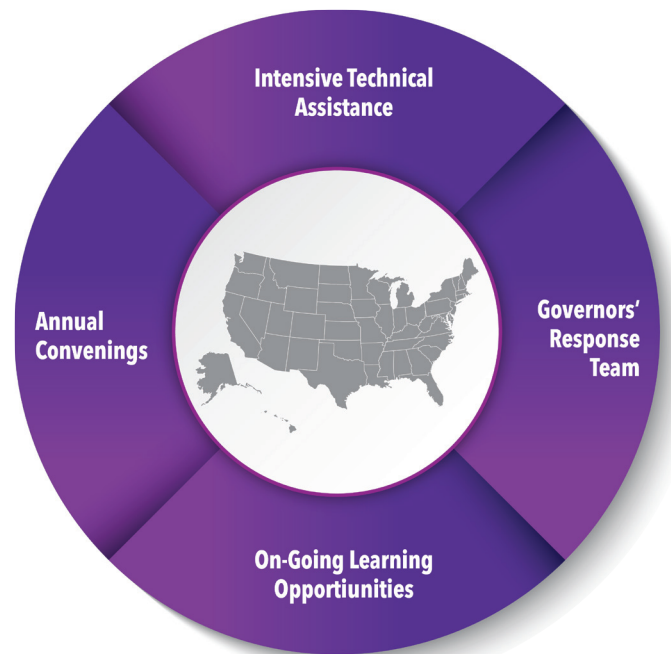 Intensive Technical
Assistance
Annual
Convenings
Governors‘
Response
Team
On-Going Learning
Opportiunities